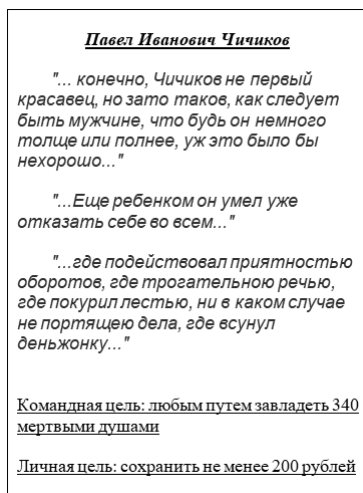 Павел Иванович Чичиков
"... конечно, Чичиков не первый
красавец, но зато таков, как следует
быть мужчине, что будь он немного
толще или полнее, уж это было бы
нехорошо..."
"...Еще ребенком он умел уже
отказать себе во всем..."
"...где подействовал приятностью
оборотов, где трогательною речью,
где покурил лестью, ни в каком случае
не портящею дела, где всунул
деньжонку..."
Командная цель: любым путем завладеть 340
мертвыми душами
Личная цель: сохранить не менее 200 рублей